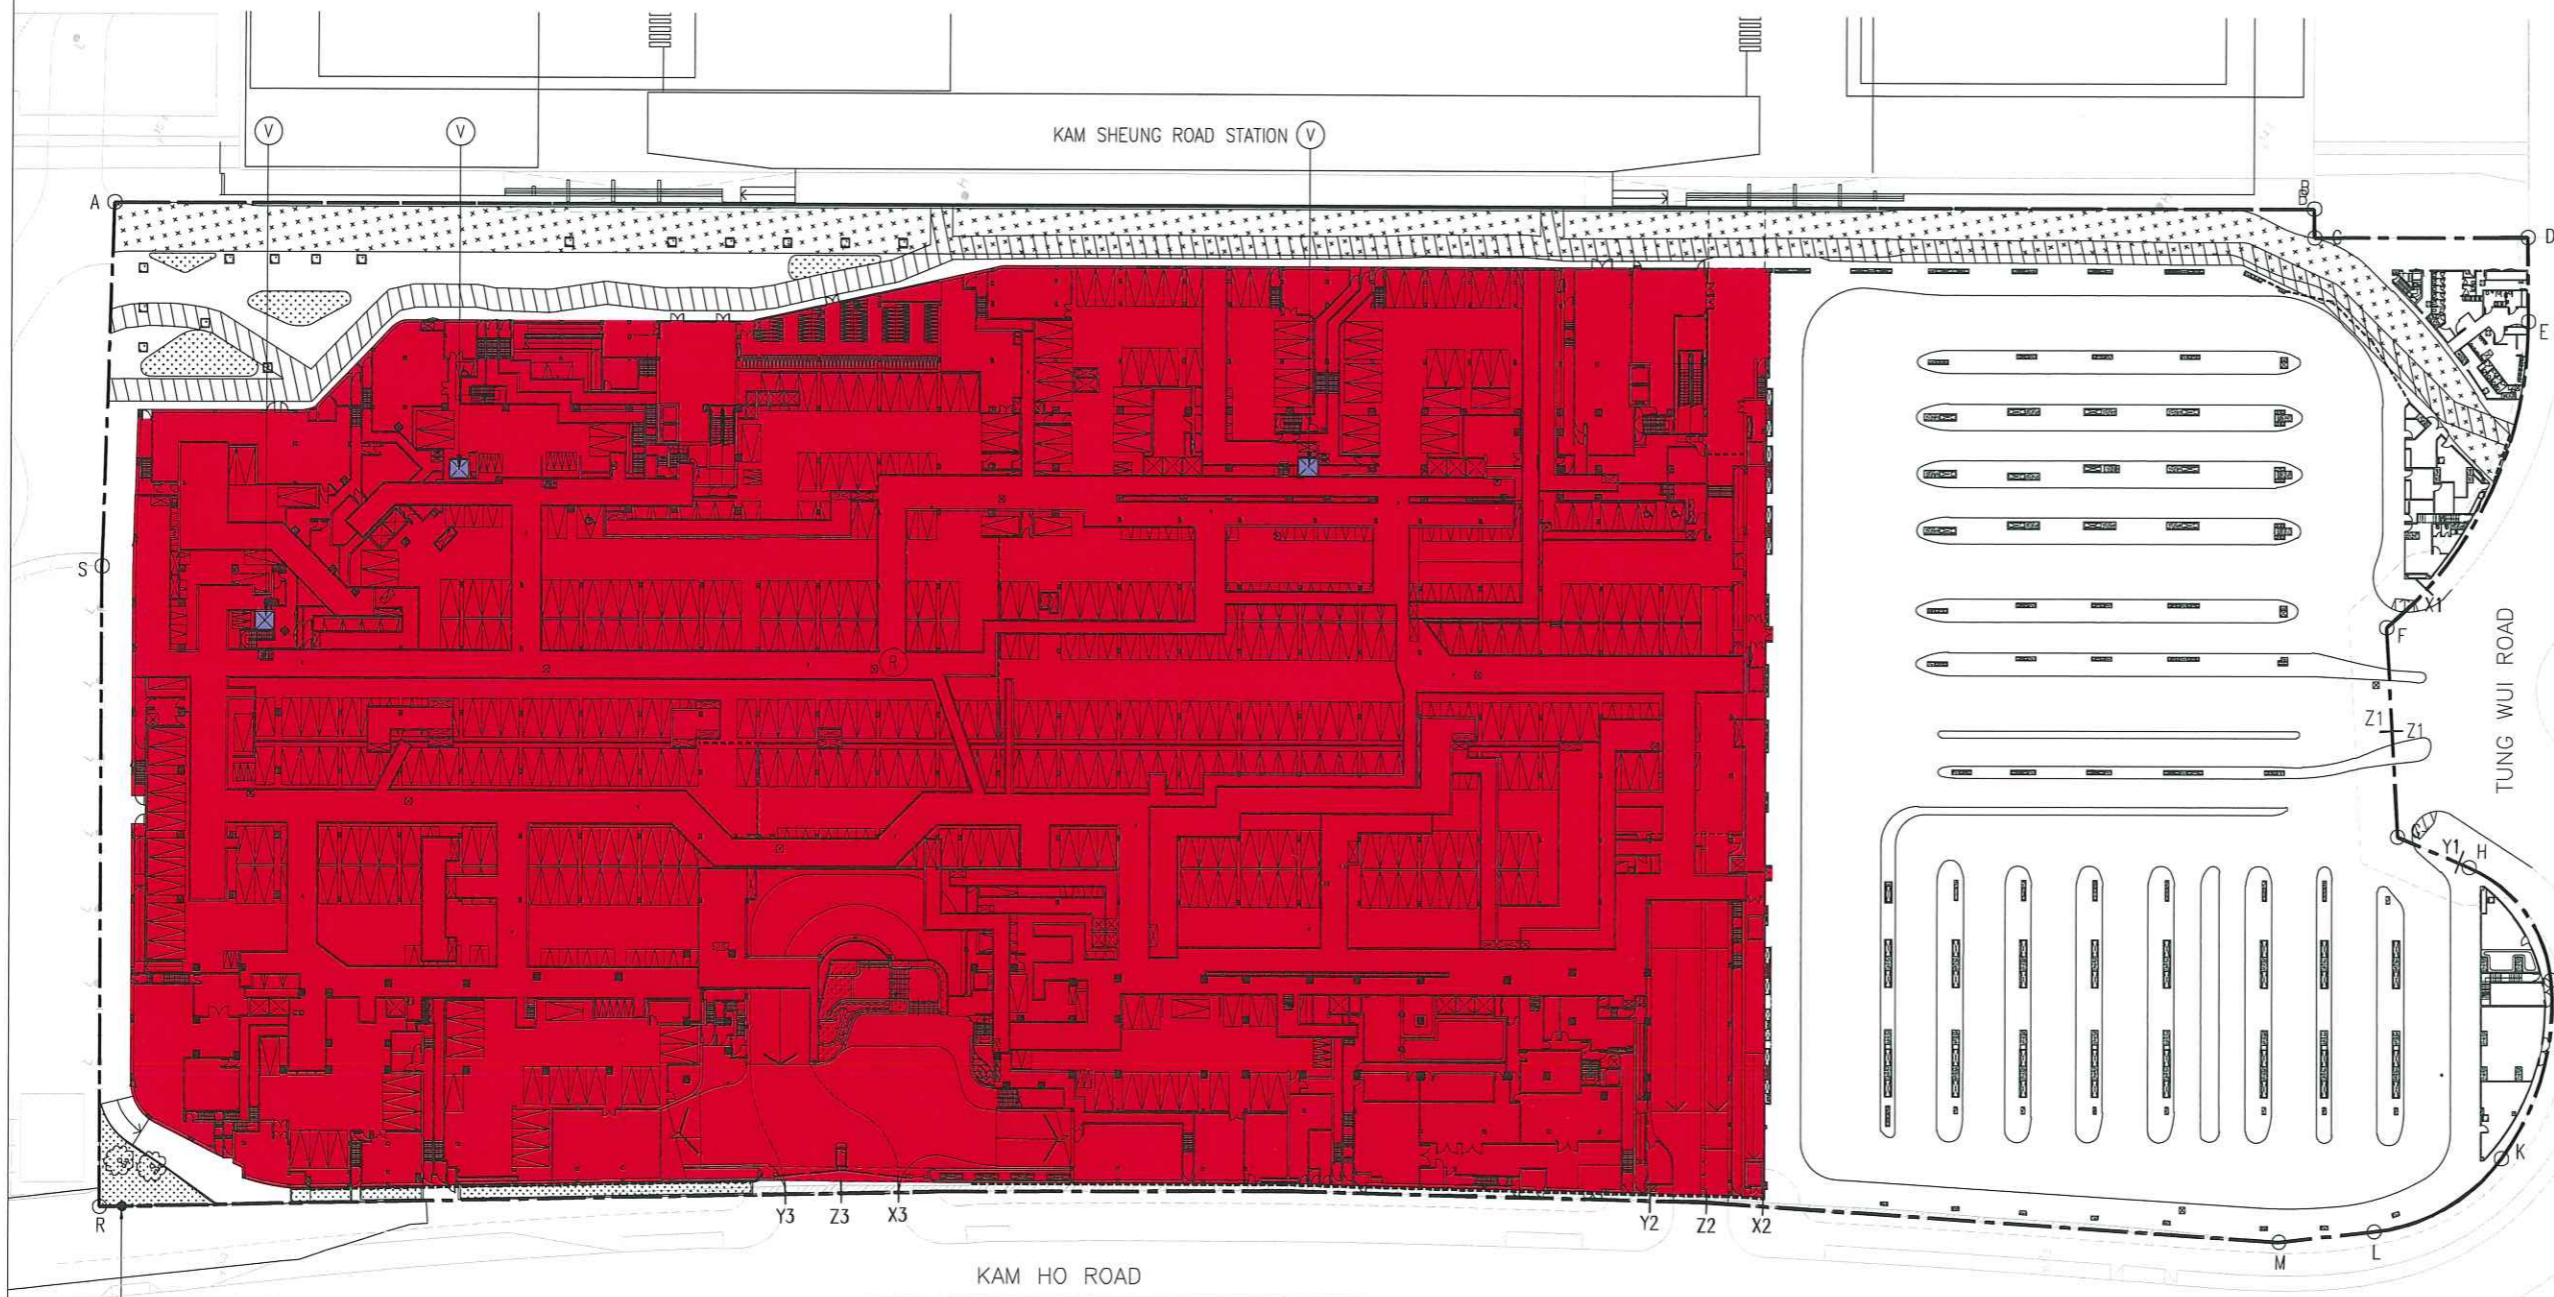 V
V
KAM SHEUNG ROAD STATION V
A
B
C
D
E
S
X1
F
TUNG WUI ROAD
R
Z1
Z1
Y1
H
K
R
Y3
Z3
X3
Y2
Z2
X2
L
M
KAM HO ROAD